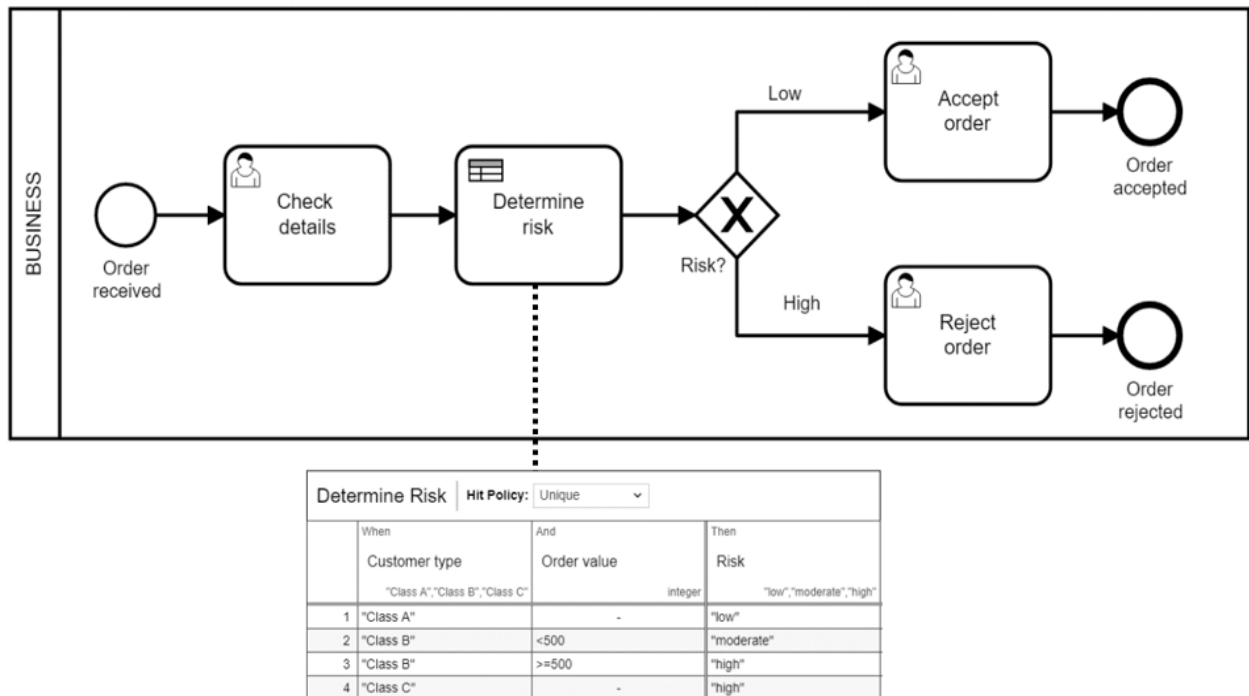 BUSINESS
Order
received
Check
details
Determine
risk
Risk?
Low
High
Accept
order
Order
accepted
Reject
order
Order
rejected
Determine Risk Hit Policy: Unique
When And Then
Customer type Order value Risk
"Class A","Class B","Class C" integer "low","moderate","high"
1 "Class A" - "low"
2 "Class B" <500 "moderate"
3 "Class B" >=500 "high"
4 "Class C" - "high"